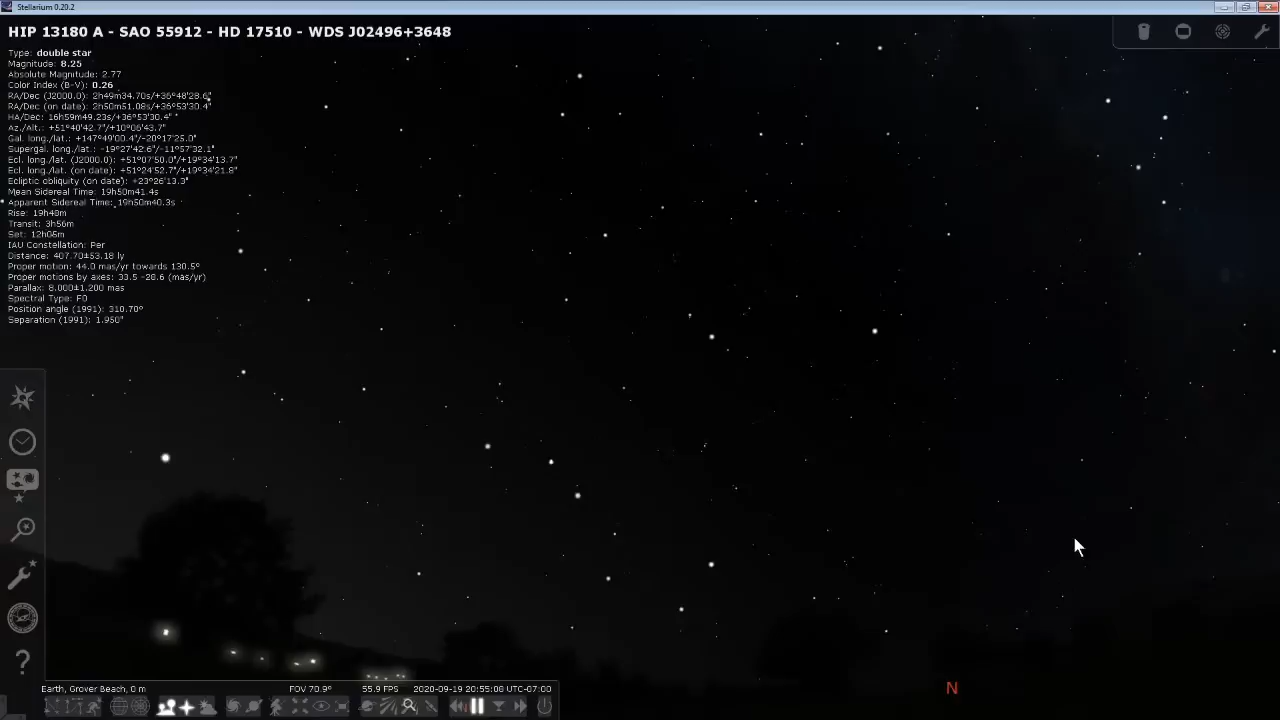 Stellarium 0.20.2
HIP 13180 A - SAO 55912 - HD 17510 - WDS J02496+3648
Type: double star
Magnitude: 8.25
Absolute Magnitude: 2.77
Color Index (B-V): 0.26
RA/Dec (J2000.0): 2h49m34.70s/+36°48'28.6"
RA/Dec (on date): 2h50m51.08s/+36°53'30.4"
HA/Dec: 16h59m49.23s/+36°53'30.4"
Az./Alt.: +51°40'42.7"/+10°06'43.7"
Gal. long./lat.: +147°49'00.4"/-20°17'25.0"
Supergal. long./lat.: -19°27'42.6"/-11°57'32.1"
Ecl. long./lat. (J2000.0): +51°07'50.0"/+19°34'13.7"
Ecl. long./lat. (on date): +51°24'52.7"/+19°34'21.8"
Ecliptic obliquity (on date): +23°26'13.3"
Mean Sidereal Time: 19h50m41.4s
Apparent Sidereal Time: 19h50m40.3s
Rise: 19h48m
Transit: 3h56m
Set: 12h05m
IAU Constellation: Per
Distance: 407.70±53.18 ly
Proper motion: 44.0 mas/yr towards 130.5°
Proper motions by axes: 33.5 -28.6 (mas/yr)
Parallax: 8.000±1.200 mas
Spectral Type: F0
Position angle (1991): 310.70°
Separation (1991): 1.950"
N
Earth, Grover Beach, 0 m FOV 70.9° 55.9 FPS 2020-09-19 20:55:08 UTC-07:00